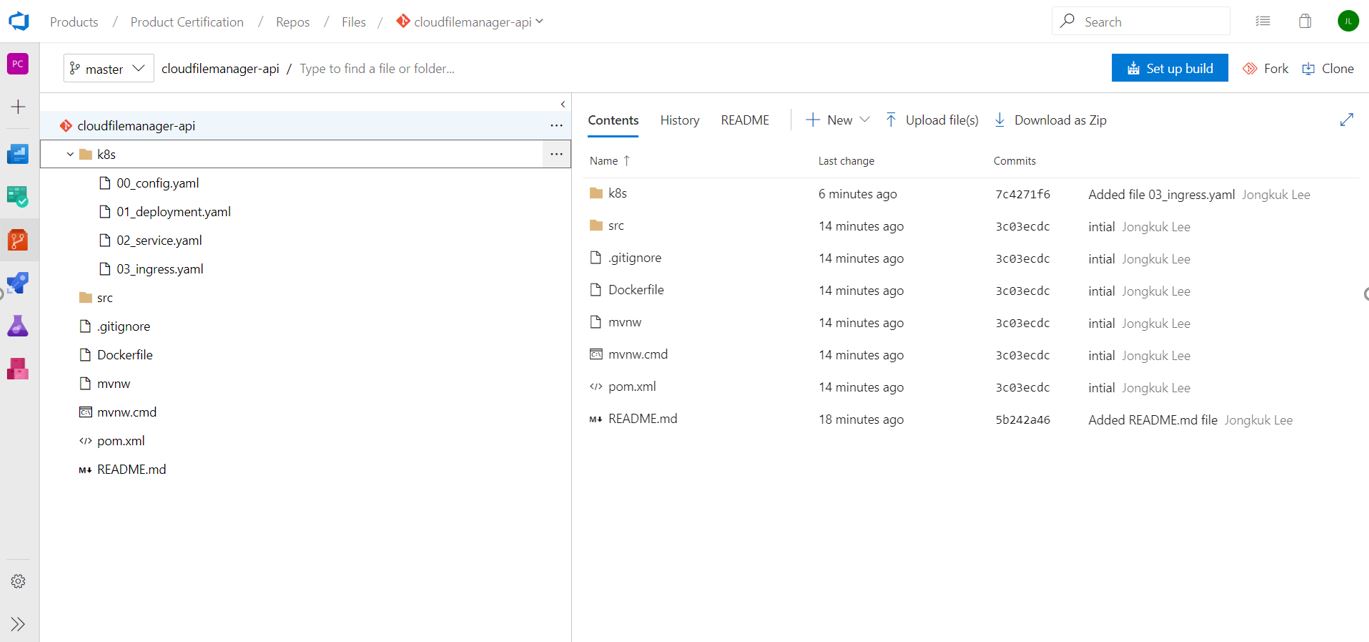 Products / Product Certification / Repos / Files / cloudfilemanager-api
Search
JL
PC
master
cloudfilemanager-api / Type to find a file or folder...
Set up build
Fork
Clone
cloudfilemanager-api
k8s
00_config.yaml
01_deployment.yaml
02_service.yaml
03_ingress.yaml
src
.gitignore
Dockerfile
mvnw
mvnw.cmd
pom.xml
README.md
Contents History README New Upload file(s) Download as Zip
Name ↑ Last change Commits
k8s 6 minutes ago 7c4271f6 Added file 03_ingress.yaml Jongkuk Lee
src 14 minutes ago 3c03ecdc intial Jongkuk Lee
.gitignore 14 minutes ago 3c03ecdc intial Jongkuk Lee
Dockerfile 14 minutes ago 3c03ecdc intial Jongkuk Lee
mvnw 14 minutes ago 3c03ecdc intial Jongkuk Lee
mvnw.cmd 14 minutes ago 3c03ecdc intial Jongkuk Lee
pom.xml 14 minutes ago 3c03ecdc intial Jongkuk Lee
README.md 18 minutes ago 5b242a46 Added README.md file Jongkuk Lee